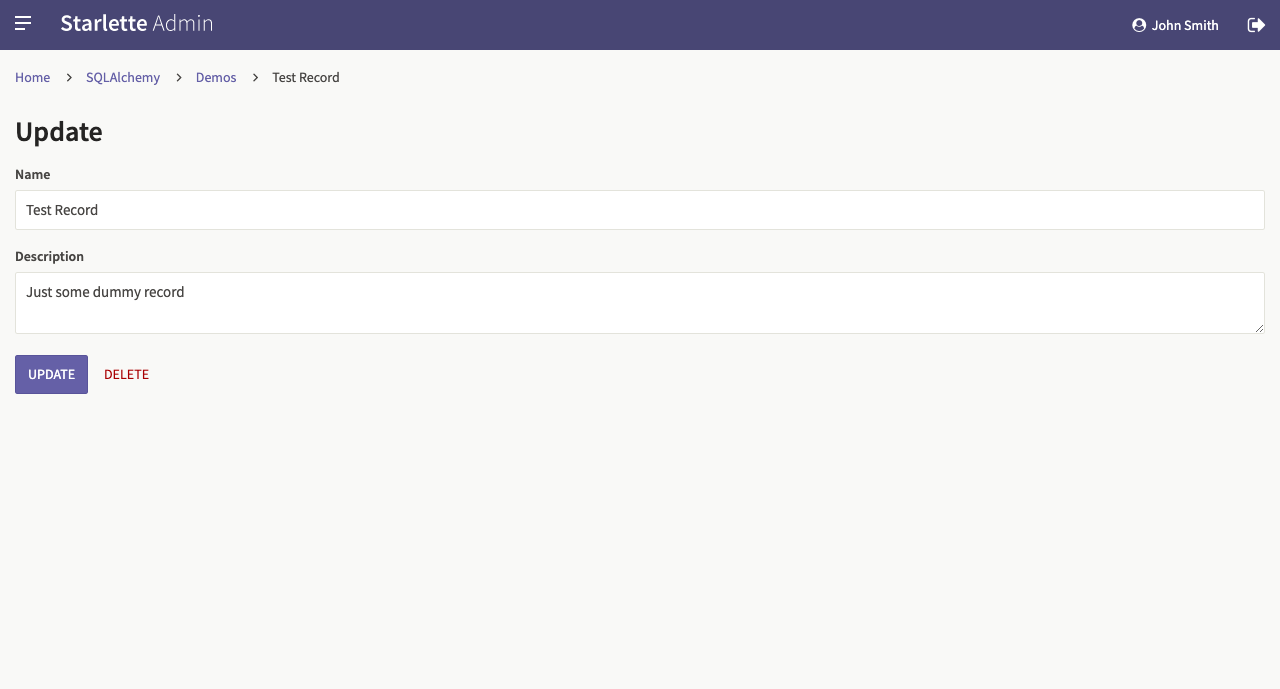 Starlette Admin
John Smith
Home > SQLAlchemy > Demos > Test Record
Update
Name
Test Record
Description
Just some dummy record
UPDATE DELETE